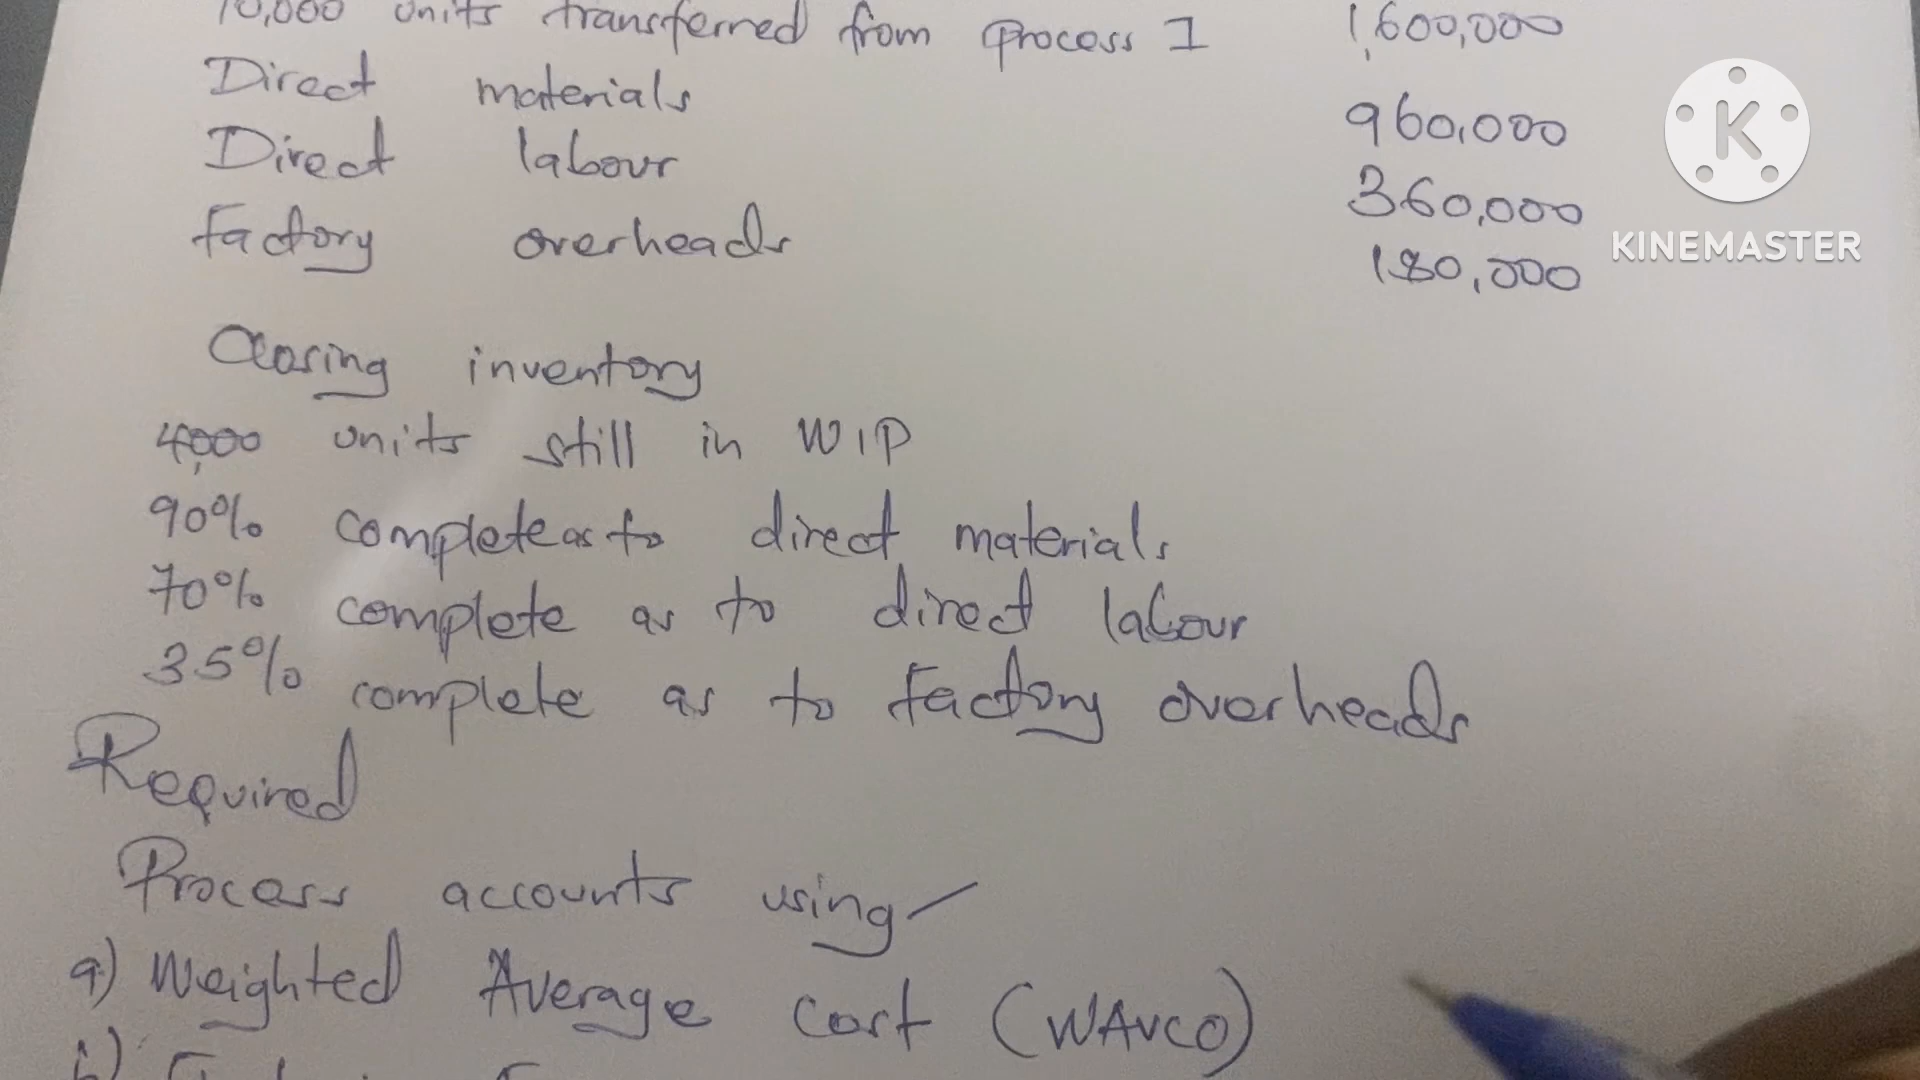 10,000 units transferred from process I 1,600,000
Direct materials 960,000
Direct labour 360,000
Factory overheads 180,000
Closing inventory
4,000 units still in WIP
90% complete as to direct materials
70% complete as to direct labour
35% complete as to factory overheads
Required
Process accounts using
a) Weighted Average Cost (WAVCO)
b)
KINEMASTER